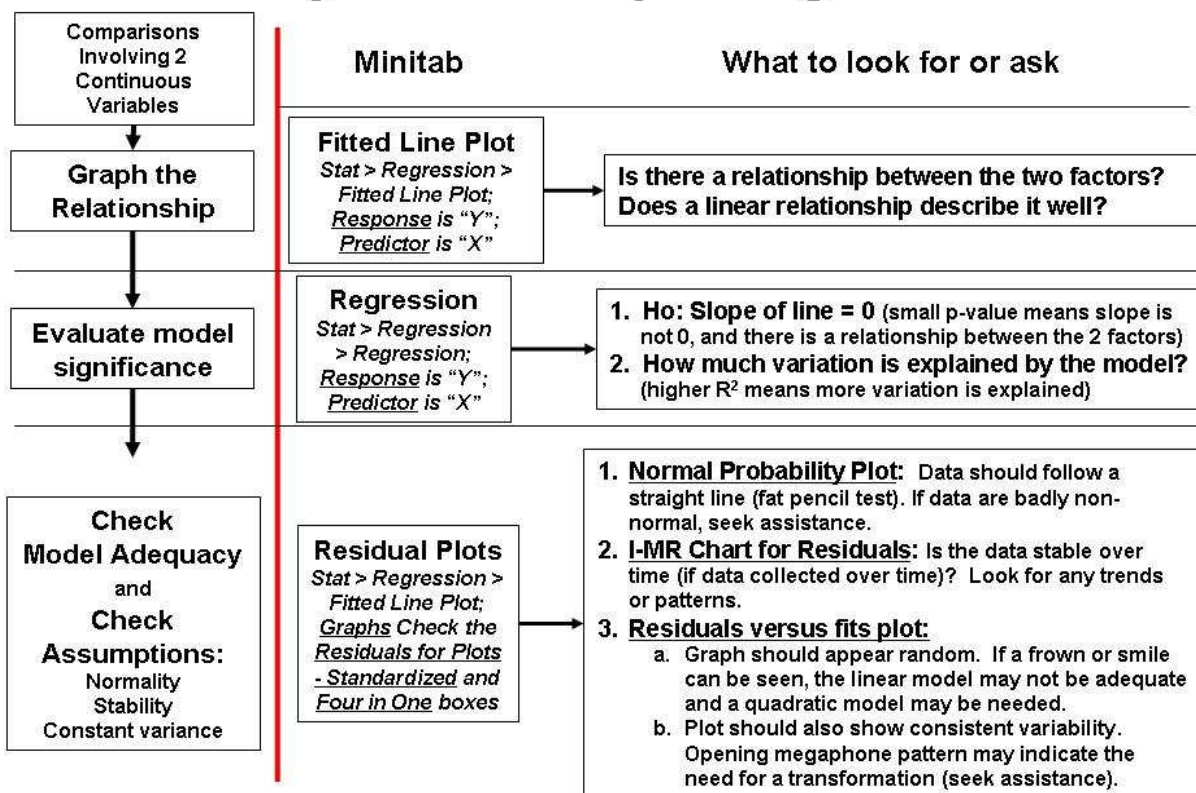 Comparisons
Involving 2
Continuous
Variables
Minitab
What to look for or ask
Graph the
Relationship
Fitted Line Plot
Stat > Regression >
Fitted Line Plot;
Response is “Y”;
Predictor is “X”
Is there a relationship between the two factors?
Does a linear relationship describe it well?
Evaluate model
significance
Regression
Stat > Regression
> Regression;
Response is “Y”;
Predictor is “X”
1. Ho: Slope of line = 0 (small p-value means slope is
not 0, and there is a relationship between the 2 factors)
2. How much variation is explained by the model?
(higher R² means more variation is explained)
Check
Model Adequacy
and
Check
Assumptions:
Normality
Stability
Constant variance
Residual Plots
Stat > Regression >
Fitted Line Plot;
Graphs Check the
Residuals for Plots
- Standardized and
Four in One boxes
1. Normal Probability Plot: Data should follow a
straight line (fat pencil test). If data are badly non-
normal, seek assistance.
2. I-MR Chart for Residuals: Is the data stable over
time (if data collected over time)? Look for any trends
or patterns.
3. Residuals versus fits plot:
a. Graph should appear random. If a frown or smile
can be seen, the linear model may not be adequate
and a quadratic model may be needed.
b. Plot should also show consistent variability.
Opening megaphone pattern may indicate the
need for a transformation (seek assistance).